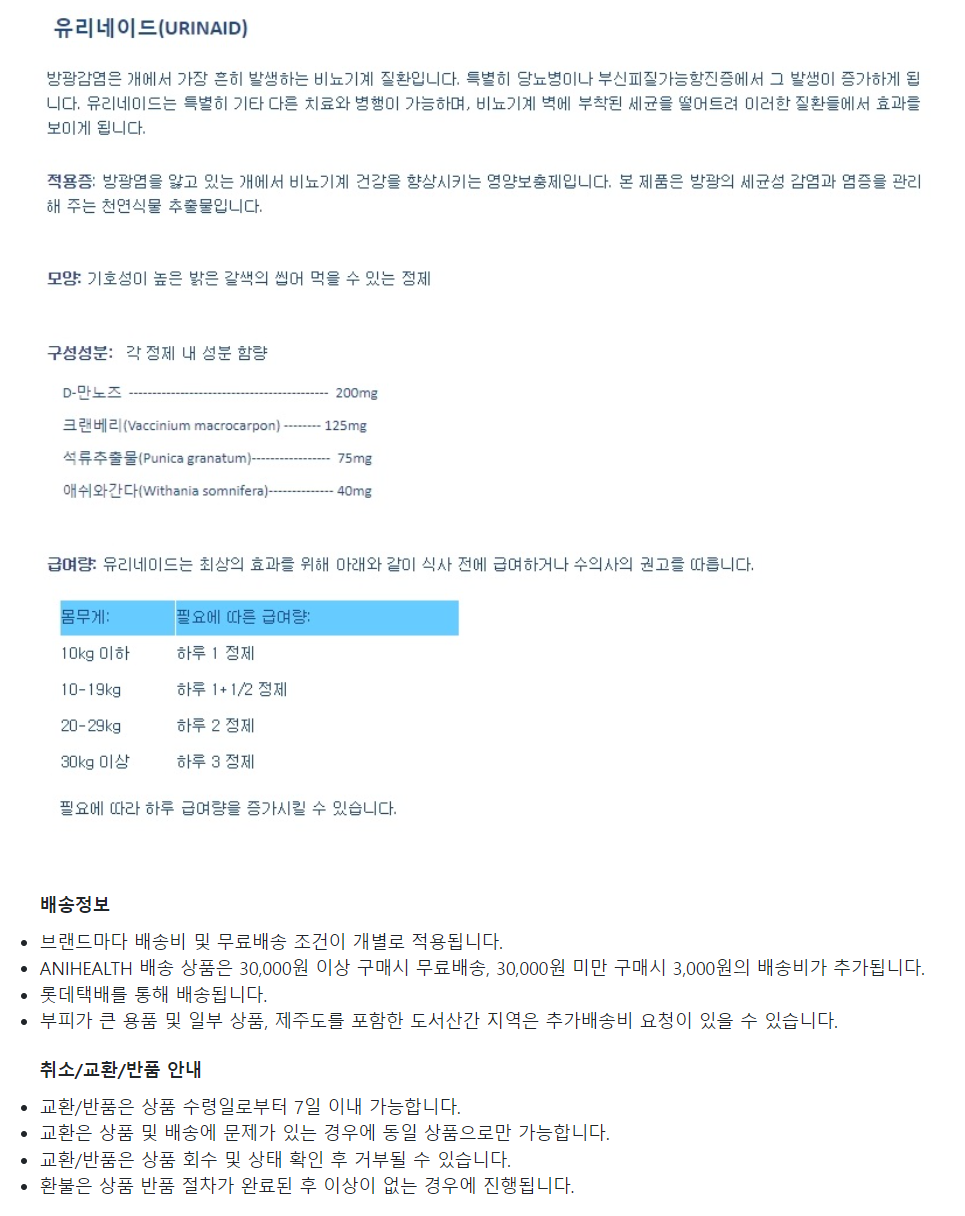 유리네이드(URINAID)
방광감염은 개에서 가장 흔히 발생하는 비뇨기계 질환입니다. 특별히 당뇨병이나 부신피질기능항진증에서 그 발생이 증가하게 됩
니다. 유리네이드는 특별히 기타 다른 치료와 병행이 가능하며, 비뇨기계 벽에 부착된 세균을 떨어트려 이러한 질환들에서 효과를
보이게 됩니다.
적용증: 방광염을 앓고 있는 개에서 비뇨기계 건강을 향상시키는 영양보충제입니다. 본 제품은 방광의 세균성 감염과 염증을 관리
해 주는 천연식물 추출물입니다.
모양: 기호성이 높은 밝은 갈색의 씹어 먹을 수 있는 정제
구성성분: 각 정제 내 성분 함량
D-만노즈 ------------------------------------------- 200mg
크랜베리(Vaccinium macrocarpon) -------- 125mg
석류추출물(Punica granatum)----------------- 75mg
애쉬와간다(Withania somnifera)-------------- 40mg
급여량: 유리네이드는 최상의 효과를 위해 아래와 같이 식사 전에 급여하거나 수의사의 권고를 따릅니다.
몸무게: 필요에 따른 급여량:
10kg 이하 하루 1 정제
10-19kg 하루 1+1/2 정제
20-29kg 하루 2 정제
30kg 이상 하루 3 정제
필요에 따라 하루 급여량을 증가시킬 수 있습니다.
배송정보
• 브랜드마다 배송비 및 무료배송 조건이 개별로 적용됩니다.
• ANIHEALTH 배송 상품은 30,000원 이상 구매시 무료배송, 30,000원 미만 구매시 3,000원의 배송비가 추가됩니다.
• 롯데택배를 통해 배송됩니다.
• 부피가 큰 용품 및 일부 상품, 제주도를 포함한 도서산간 지역은 추가배송비 요청이 있을 수 있습니다.
취소/교환/반품 안내
• 교환/반품은 상품 수령일로부터 7일 이내 가능합니다.
• 교환은 상품 및 배송에 문제가 있는 경우에 동일 상품으로만 가능합니다.
• 교환/반품은 상품 회수 및 상태 확인 후 거부될 수 있습니다.
• 환불은 상품 반품 절차가 완료된 후 이상이 없는 경우에 진행됩니다.